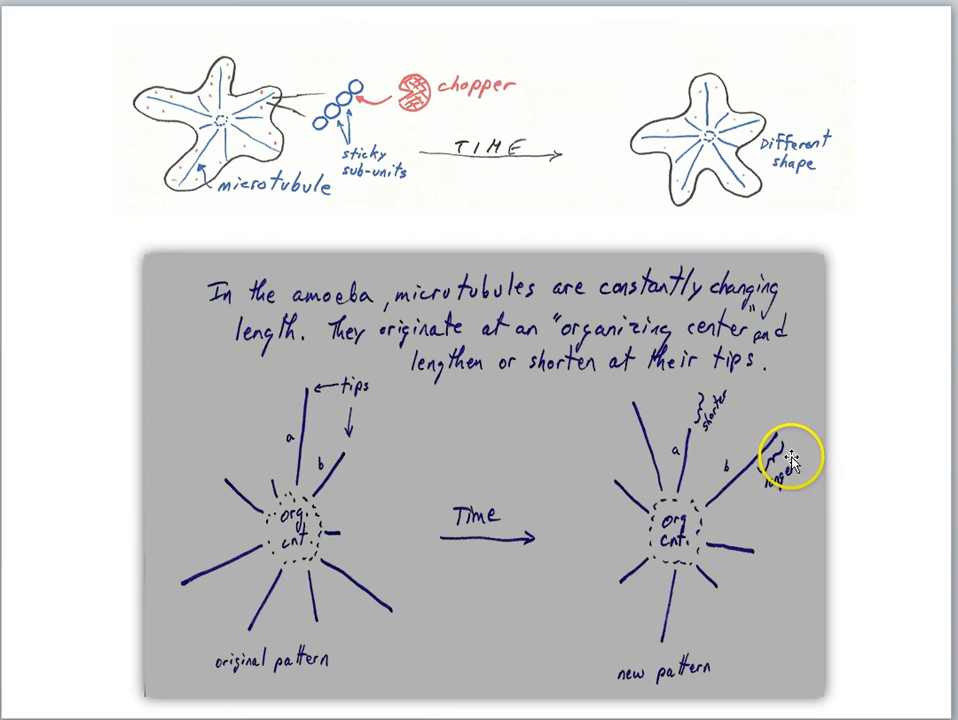 chopper
sticky
sub-units
microtubule
TIME
Different
shape
In the amoeba, microtubules are constantly changing
length. They originate at an "organizing center" and
lengthen or shorten at their tips.
tips
a
b
org
cnt.
original pattern
Time
shorter
a
b
longer
org
cnt.
new pattern